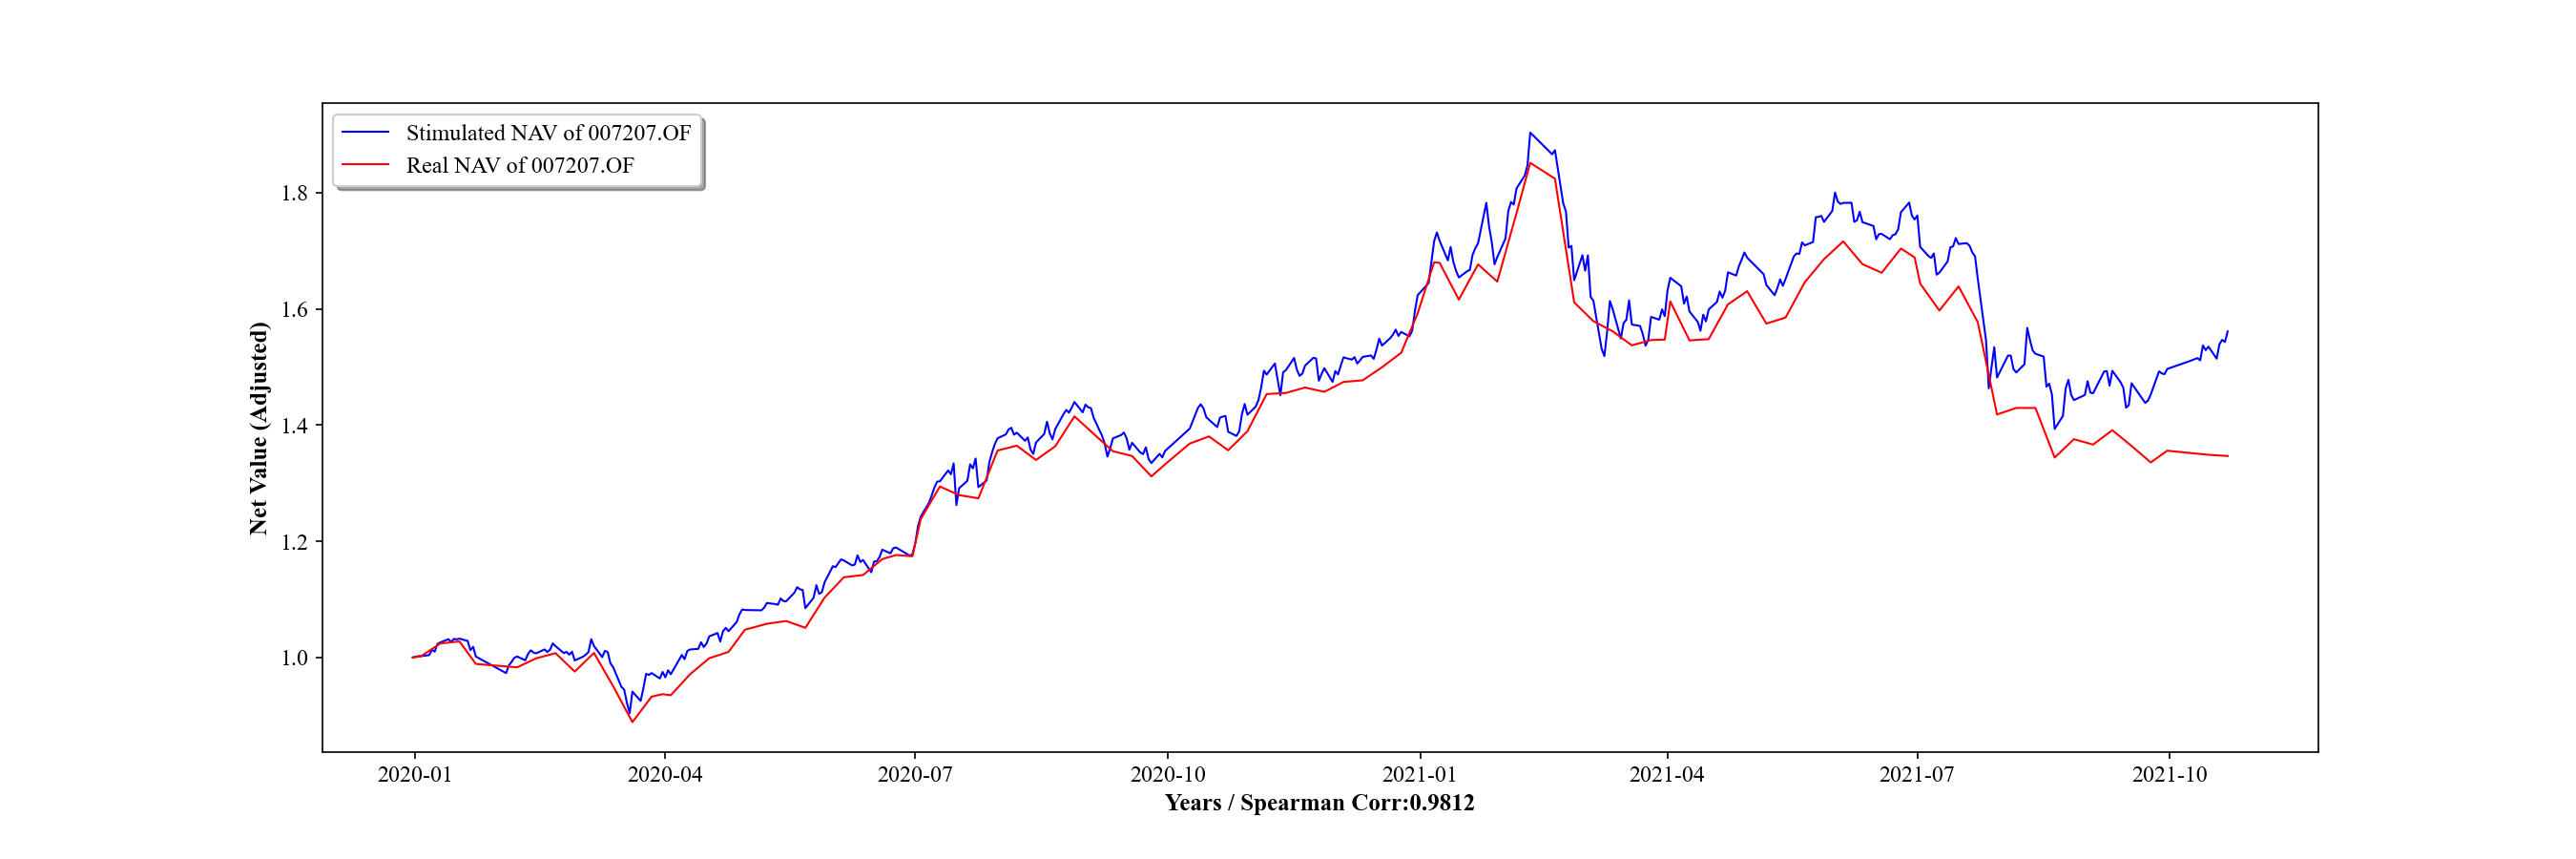 Stimulated NAV of 007207.OF
Real NAV of 007207.OF
Net Value (Adjusted)
1.8
1.6
1.4
1.2
1.0
2020-01 2020-04 2020-07 2020-10 2021-01 2021-04 2021-07 2021-10
Years / Spearman Corr:0.9812